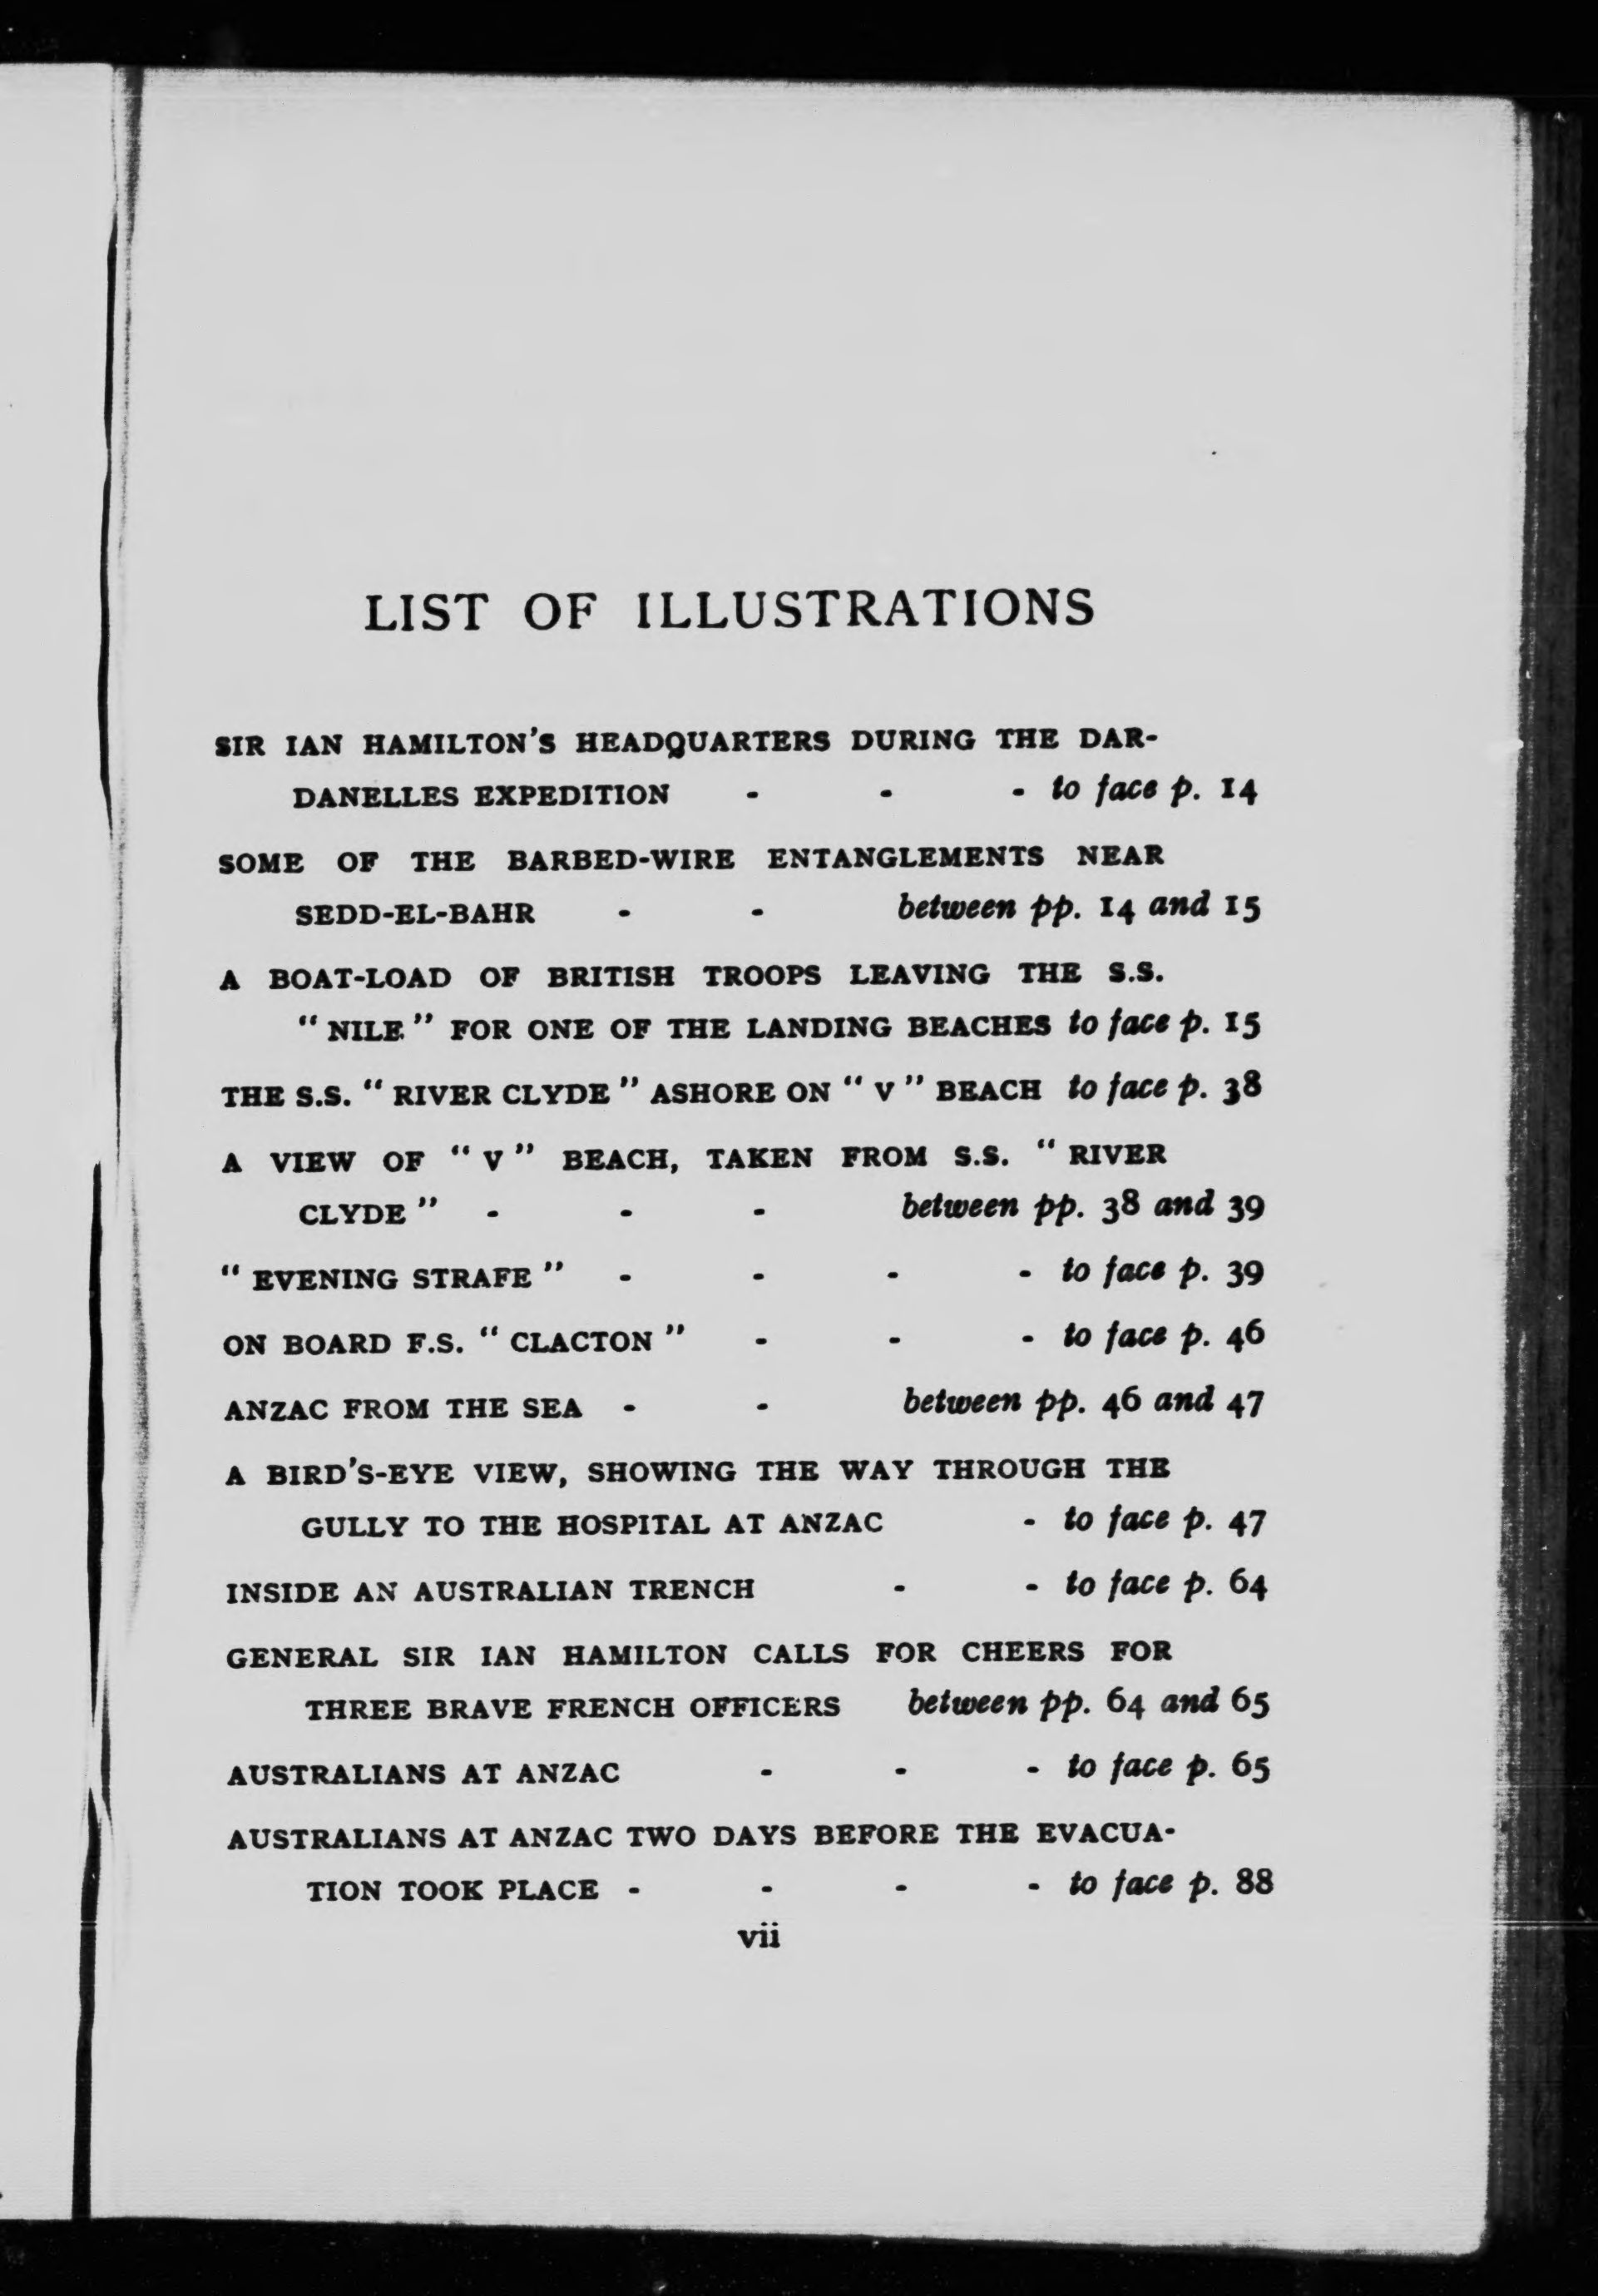 LIST OF ILLUSTRATIONS
SIR IAN HAMILTON'S HEADQUARTERS DURING THE DAR-
DANELLES EXPEDITION - - - to face p. 14
SOME OF THE BARBED-WIRE ENTANGLEMENTS NEAR
SEDD-EL-BAHR - - between pp. 14 and 15
A BOAT-LOAD OF BRITISH TROOPS LEAVING THE S.S.
" NILE " FOR ONE OF THE LANDING BEACHES to face p. 15
THE S.S. " RIVER CLYDE " ASHORE ON " V " BEACH to face p. 38
A VIEW OF " V " BEACH, TAKEN FROM S.S. " RIVER
CLYDE " - - - between pp. 38 and 39
" EVENING STRAFE " - - - - to face p. 39
ON BOARD F.S. " CLACTON " - - - to face p. 46
ANZAC FROM THE SEA - - between pp. 46 and 47
A BIRD'S-EYE VIEW, SHOWING THE WAY THROUGH THE
GULLY TO THE HOSPITAL AT ANZAC - to face p. 47
INSIDE AN AUSTRALIAN TRENCH - - to face p. 64
GENERAL SIR IAN HAMILTON CALLS FOR CHEERS FOR
THREE BRAVE FRENCH OFFICERS between pp. 64 and 65
AUSTRALIANS AT ANZAC - - - to face p. 65
AUSTRALIANS AT ANZAC TWO DAYS BEFORE THE EVACUA-
TION TOOK PLACE - - - - to face p. 88
vii